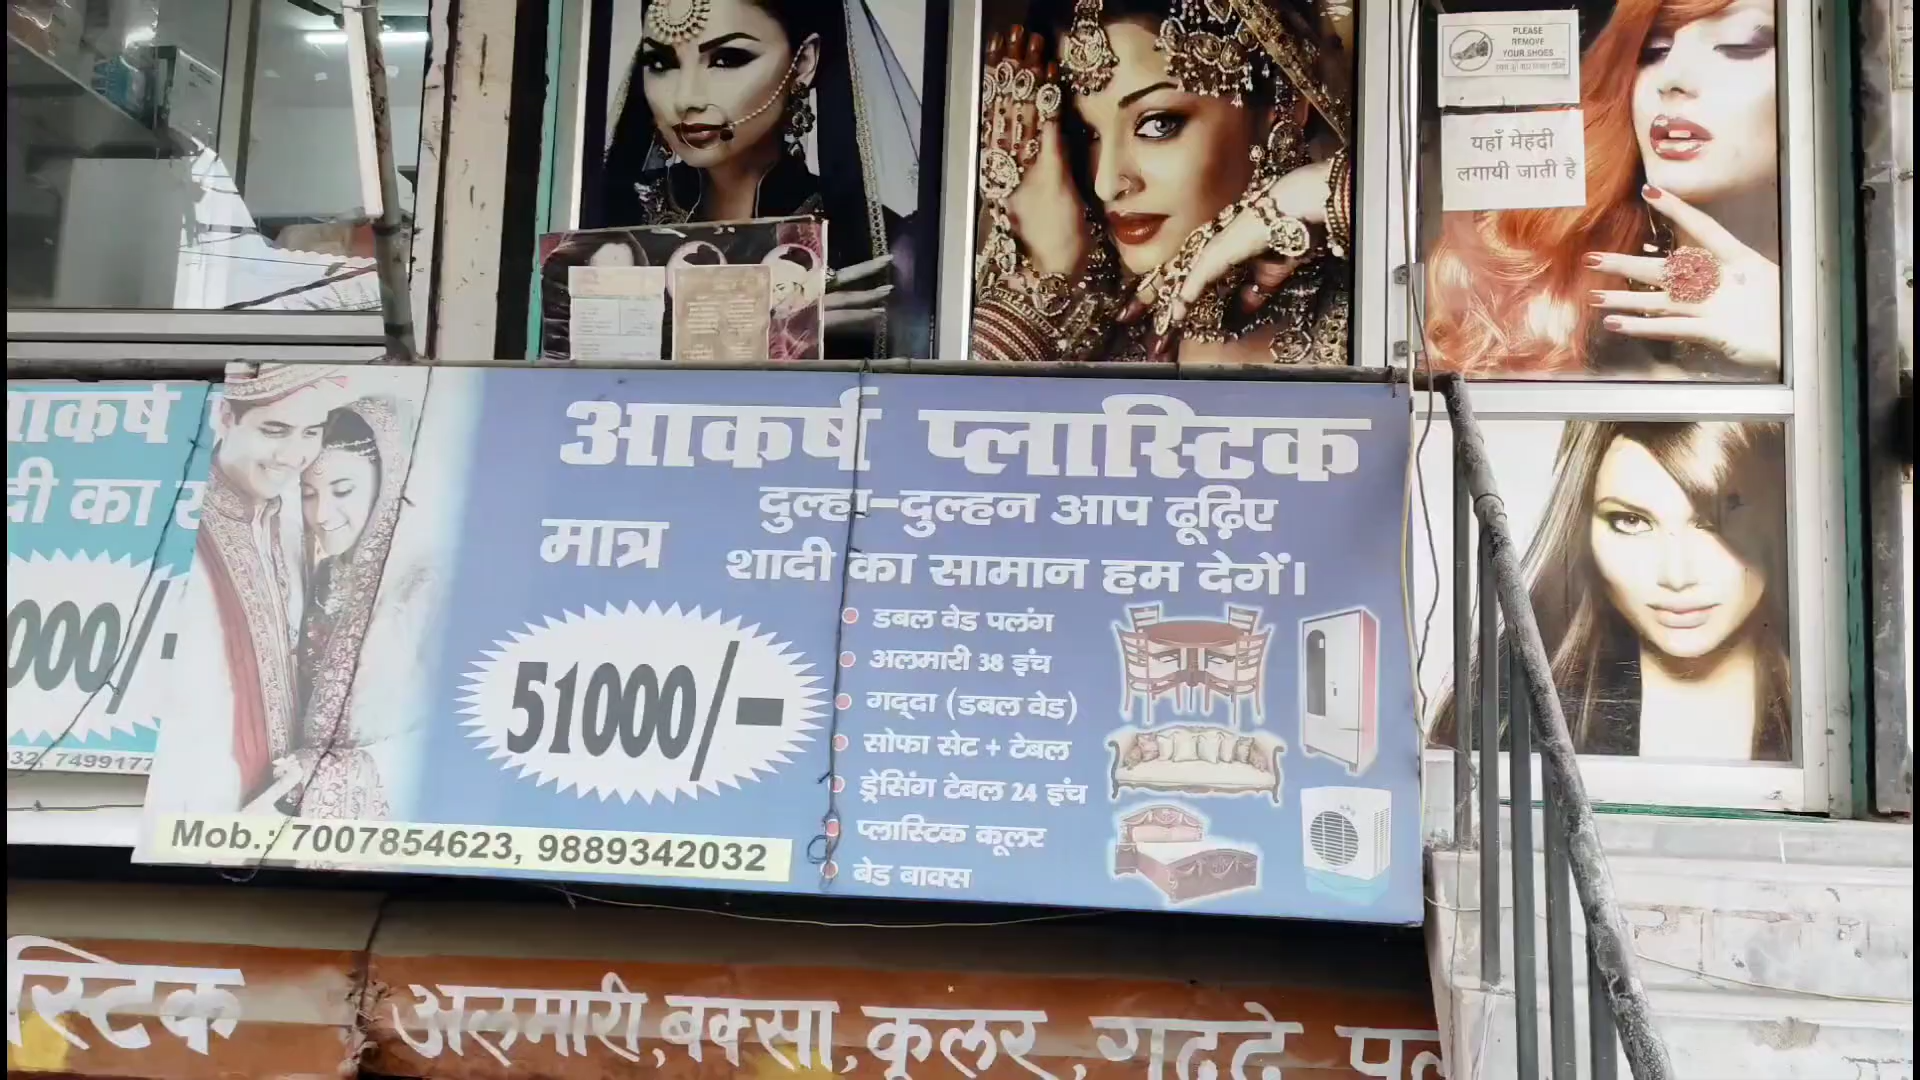 PLEASE
REMOVE
YOUR SHOES
यहाँ मेहंदी
लगायी जाती है
आकर्ष प्लास्टिक
दुल्हा-दुल्हन आप ढूढ़िए
मात्र
शादी का सामान हम देगें।
51000/-
डबल वेड पलंग
अलमारी 38 इंच
गद्दा (डबल वेड)
सोफा सेट + टेबल
ड्रेसिंग टेबल 24 इंच
प्लास्टिक कूलर
बेड बाक्स
Mob.: 7007854623, 9889342032
आकर्ष
दी का
000/-
32, 7499177
स्टिक
अलमारी, बक्सा, कूलर, गद्दे